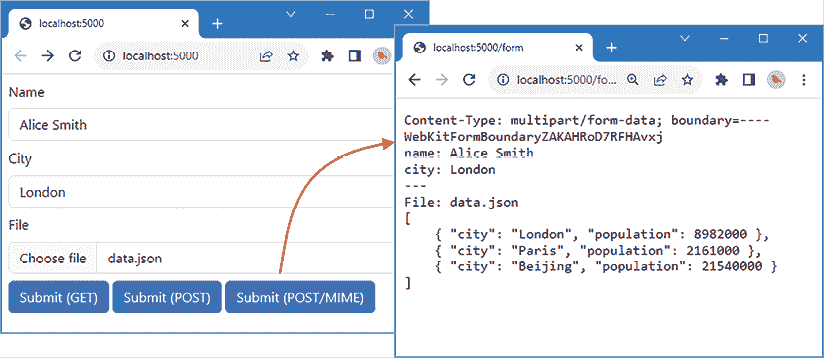 localhost:5000
localhost:5000
Name
Alice Smith
City
London
File
Choose file data.json
Submit (GET) Submit (POST) Submit (POST/MIME)
localhost:5000/form
localhost:5000/fo...
Content-Type: multipart/form-data; boundary=----
WebKitFormBoundaryZAKAHRoD7RFHAvxj
name: Alice Smith
city: London
---
File: data.json
[
    { "city": "London", "population": 8982000 },
    { "city": "Paris", "population": 2161000 },
    { "city": "Beijing", "population": 21540000 }
]